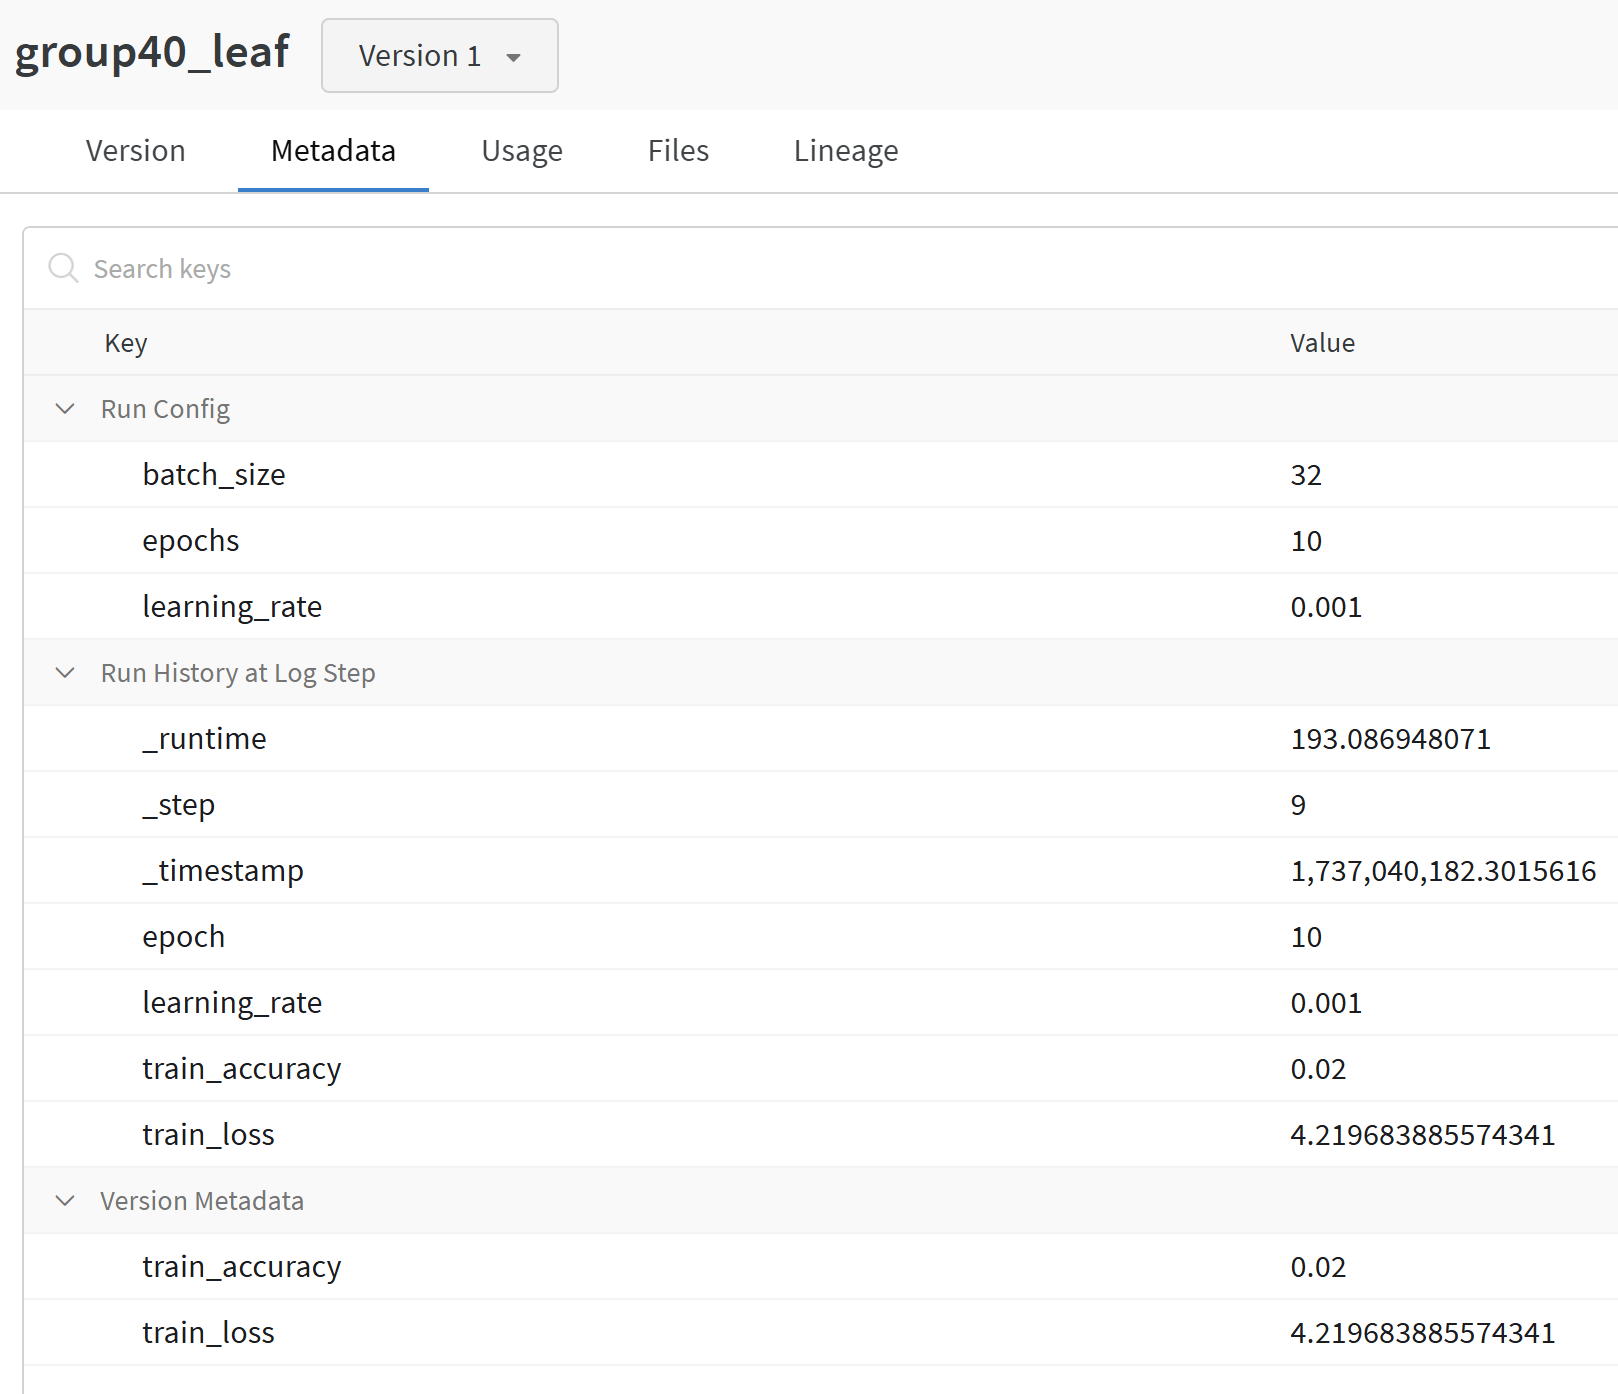 group40_leaf Version 1
Version Metadata Usage Files Lineage
Search keys
Key Value
Run Config
batch_size 32
epochs 10
learning_rate 0.001
Run History at Log Step
_runtime 193.086948071
_step 9
_timestamp 1,737,040,182.3015616
epoch 10
learning_rate 0.001
train_accuracy 0.02
train_loss 4.219683885574341
Version Metadata
train_accuracy 0.02
train_loss 4.219683885574341